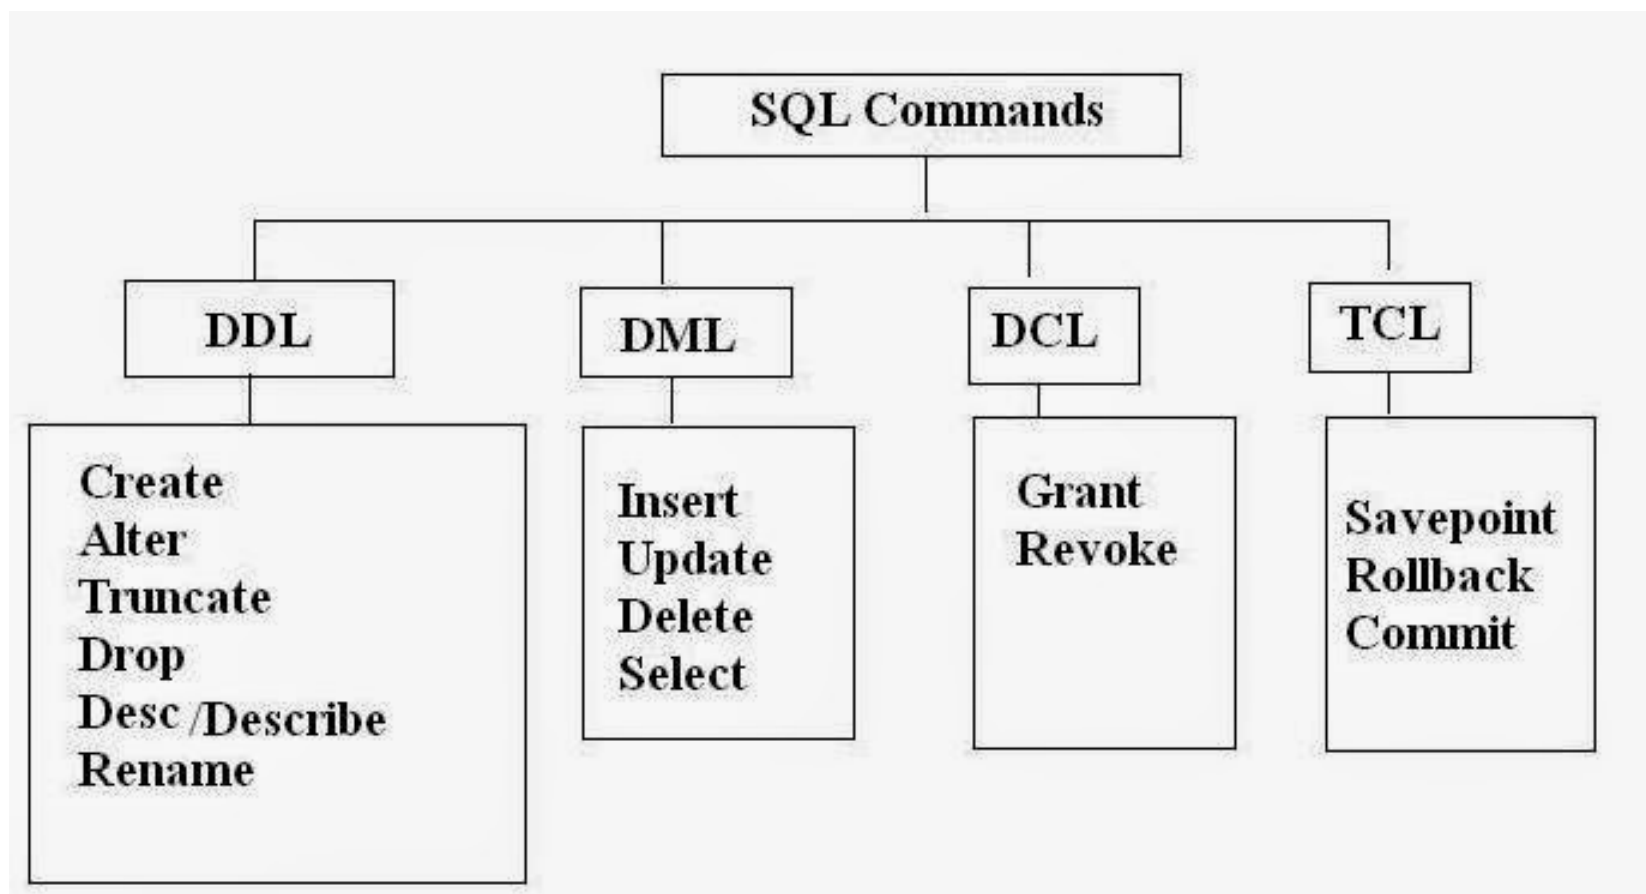 SQL Commands
DDL
DML
DCL
TCL
Create
Alter
Truncate
Drop
Desc /Describe
Rename
Insert
Update
Delete
Select
Grant
Revoke
Savepoint
Rollback
Commit